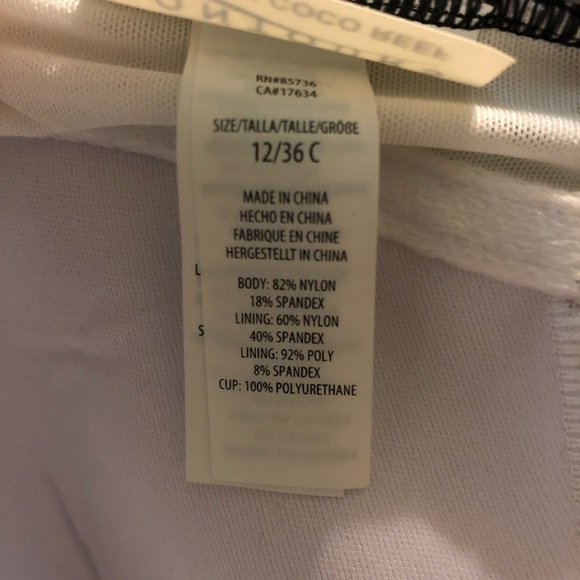 COCO REEF
CONTOURS
RN#85736
CA#17634
SIZE/TALLA/TALLE/GRÖBE
12/36 C
MADE IN CHINA
HECHO EN CHINA
FABRIQUE EN CHINE
HERGESTELLT IN CHINA
BODY: 82% NYLON
18% SPANDEX
LINING: 60% NYLON
40% SPANDEX
LINING: 92% POLY
8% SPANDEX
CUP: 100% POLYURETHANE
L
S